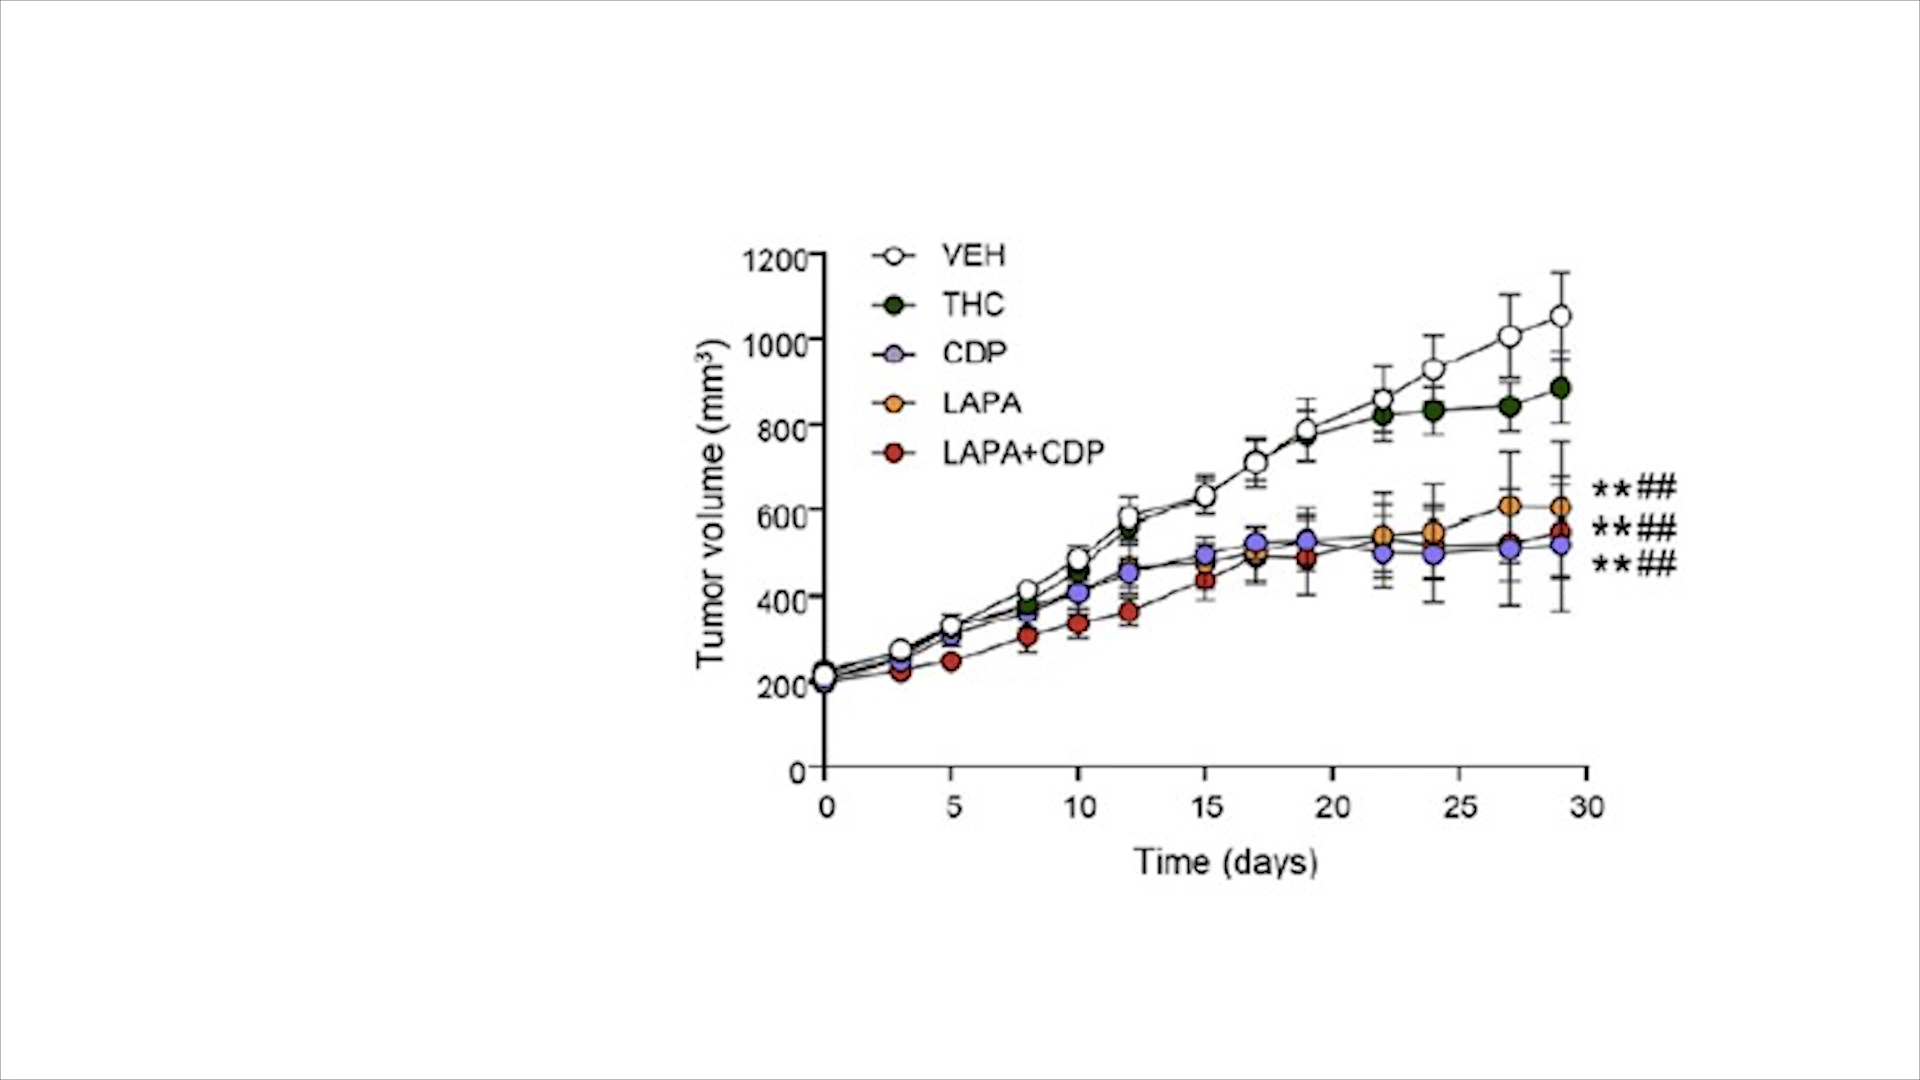 VEH
THC
CDP
LAPA
LAPA+CDP
1200
1000
800
600
400
200
0
Tumor volume (mm³)
**##
**##
**##
0 5 10 15 20 25 30
Time (days)